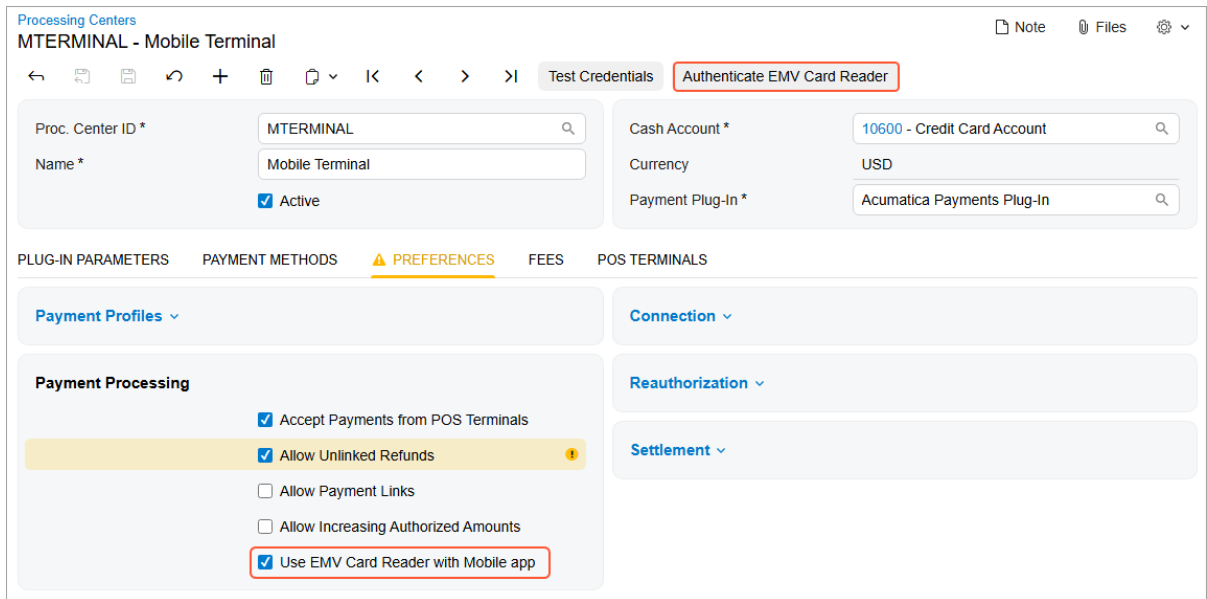 Processing Centers
MTERMINAL - Mobile Terminal
Note Files
Test Credentials Authenticate EMV Card Reader
Proc. Center ID * MTERMINAL
Name * Mobile Terminal
Active
Cash Account * 10600 - Credit Card Account
Currency USD
Payment Plug-In * Acumatica Payments Plug-In
PLUG-IN PARAMETERS PAYMENT METHODS PREFERENCES FEES POS TERMINALS
Payment Profiles
Payment Processing
Accept Payments from POS Terminals
Allow Unlinked Refunds
Allow Payment Links
Allow Increasing Authorized Amounts
Use EMV Card Reader with Mobile app
Connection
Reauthorization
Settlement